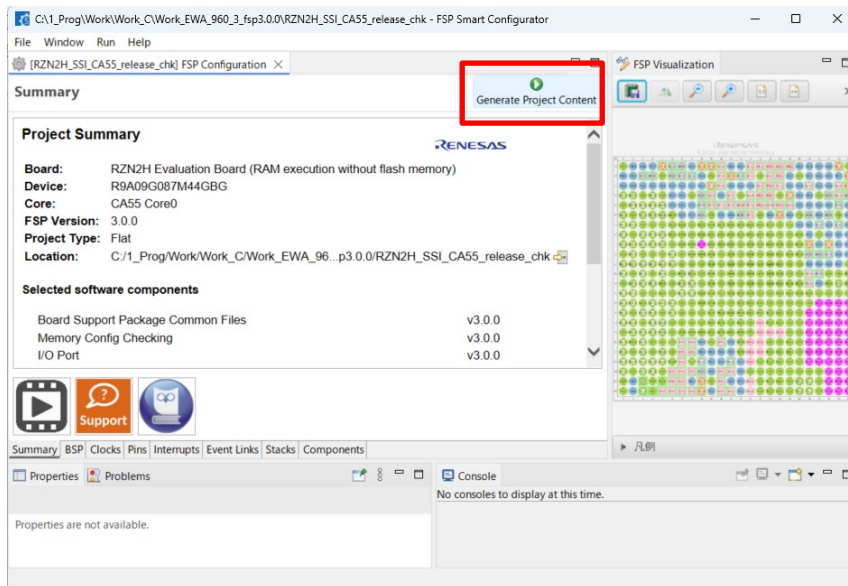 C:\1_Prog\Work\Work_C\Work_EWA_960_3_fsp3.0.0\RZN2H_SSI_CA55_release_chk - FSP Smart Configurator
File Window Run Help
[RZN2H_SSI_CA55_release_chk] FSP Configuration
FSP Visualization
Summary
Generate Project Content
Project Summary
RENESAS
Board: RZN2H Evaluation Board (RAM execution without flash memory)
Device: R9A09G087M44GBG
Core: CA55 Core0
FSP Version: 3.0.0
Project Type: Flat
Location: C:/1_Prog/Work/Work_C/Work_EWA_96...p3.0.0/RZN2H_SSI_CA55_release_chk
Selected software components
Board Support Package Common Files v3.0.0
Memory Config Checking v3.0.0
I/O Port v3.0.0
Support
Summary BSP Clocks Pins Interrupts Event Links Stacks Components
凡例
Properties Problems
Console
No consoles to display at this time.
Properties are not available.
RENESAS